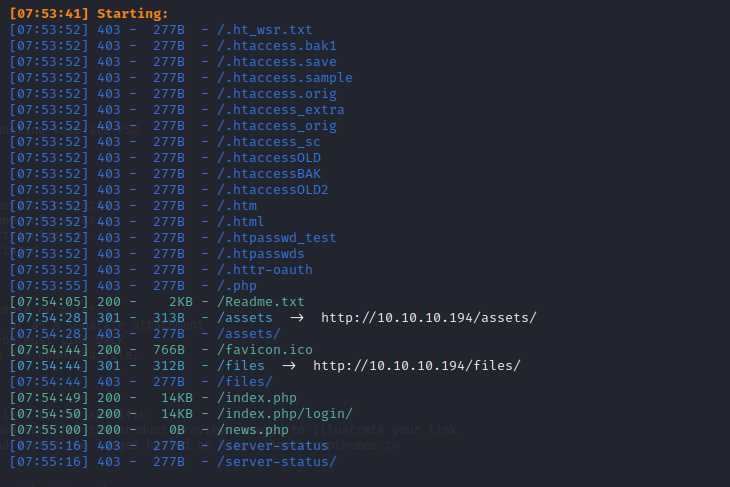 [07:53:41] Starting:
[07:53:52] 403 -  277B  - /.ht_wsr.txt
[07:53:52] 403 -  277B  - /.htaccess.bak1
[07:53:52] 403 -  277B  - /.htaccess.save
[07:53:52] 403 -  277B  - /.htaccess.sample
[07:53:52] 403 -  277B  - /.htaccess.orig
[07:53:52] 403 -  277B  - /.htaccess_extra
[07:53:52] 403 -  277B  - /.htaccess_orig
[07:53:52] 403 -  277B  - /.htaccess_sc
[07:53:52] 403 -  277B  - /.htaccessOLD
[07:53:52] 403 -  277B  - /.htaccessBAK
[07:53:52] 403 -  277B  - /.htaccessOLD2
[07:53:52] 403 -  277B  - /.htm
[07:53:52] 403 -  277B  - /.html
[07:53:52] 403 -  277B  - /.htpasswd_test
[07:53:52] 403 -  277B  - /.htpasswds
[07:53:52] 403 -  277B  - /.httr-oauth
[07:53:55] 403 -  277B  - /.php
[07:54:05] 200 -    2KB - /Readme.txt
[07:54:28] 301 -  313B  - /assets  ->  http://10.10.10.194/assets/
[07:54:28] 403 -  277B  - /assets/
[07:54:44] 200 -  766B  - /favicon.ico
[07:54:44] 301 -  312B  - /files  ->  http://10.10.10.194/files/
[07:54:44] 403 -  277B  - /files/
[07:54:49] 200 -   14KB - /index.php
[07:54:50] 200 -   14KB - /index.php/login/
[07:55:00] 200 -    0B  - /news.php
[07:55:16] 403 -  277B  - /server-status
[07:55:16] 403 -  277B  - /server-status/